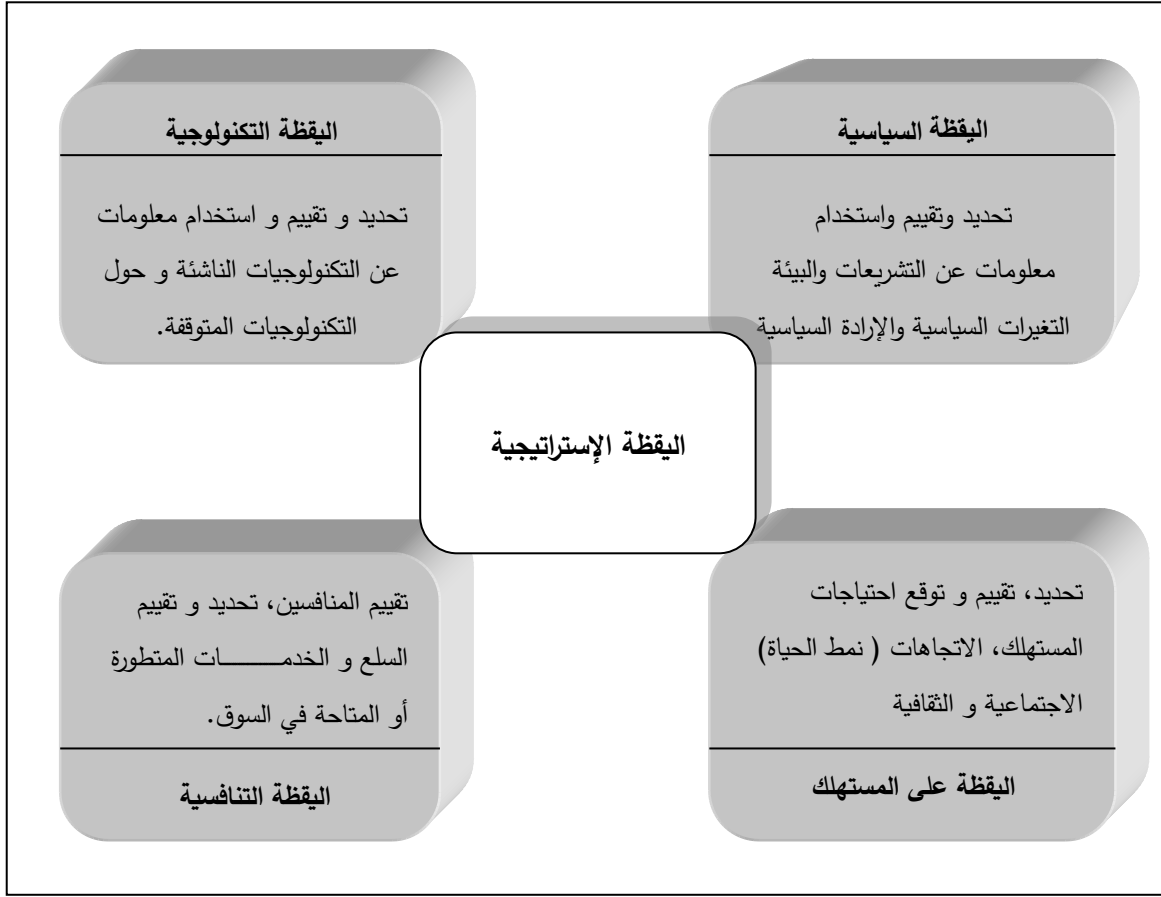 اليقظة السياسية
تحديد وتقييم واستخدام
معلومات عن التشريعات والبيئة
التغيرات السياسية والإرادة السياسية
اليقظة التكنولوجية
تحديد و تقييم و استخدام معلومات
عن التكنولوجيات الناشئة و حول
التكنولوجيات المتوقفة.
اليقظة الإستراتيجية
تحديد، تقييم و توقع احتياجات
المستهلك، الاتجاهات ( نمط الحياة)
الاجتماعية و الثقافية
اليقظة على المستهلك
تقييم المنافسين، تحديد و تقييم
السلع و الخدمـــــــات المتطورة
أو المتاحة في السوق.
اليقظة التنافسية